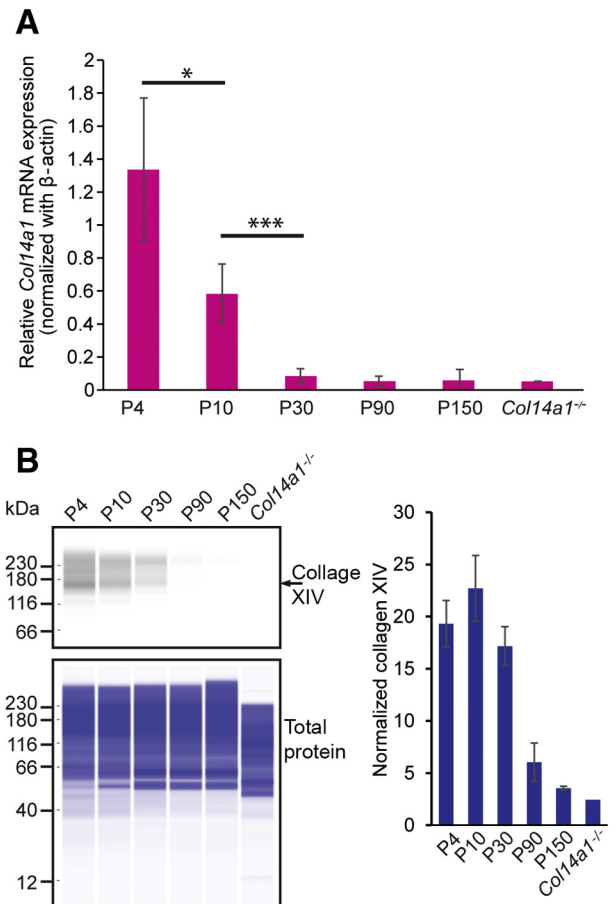 A
Relative Col14a1 mRNA expression
(normalized with β-actin)
2
1.8
1.6
1.4
1.2
1
0.8
0.6
0.4
0.2
0
*
***
P4 P10 P30 P90 P150 Col14a1-/-
B
kDa
P4 P10 P30 P90 P150 Col14a1-/-
230
180
116
66
Collage
XIV
230
180
116
66
40
12
Total
protein
Normalized collagen XIV
30
25
20
15
10
5
0
P4 P10 P30 P90 P150 Col14a1-/-